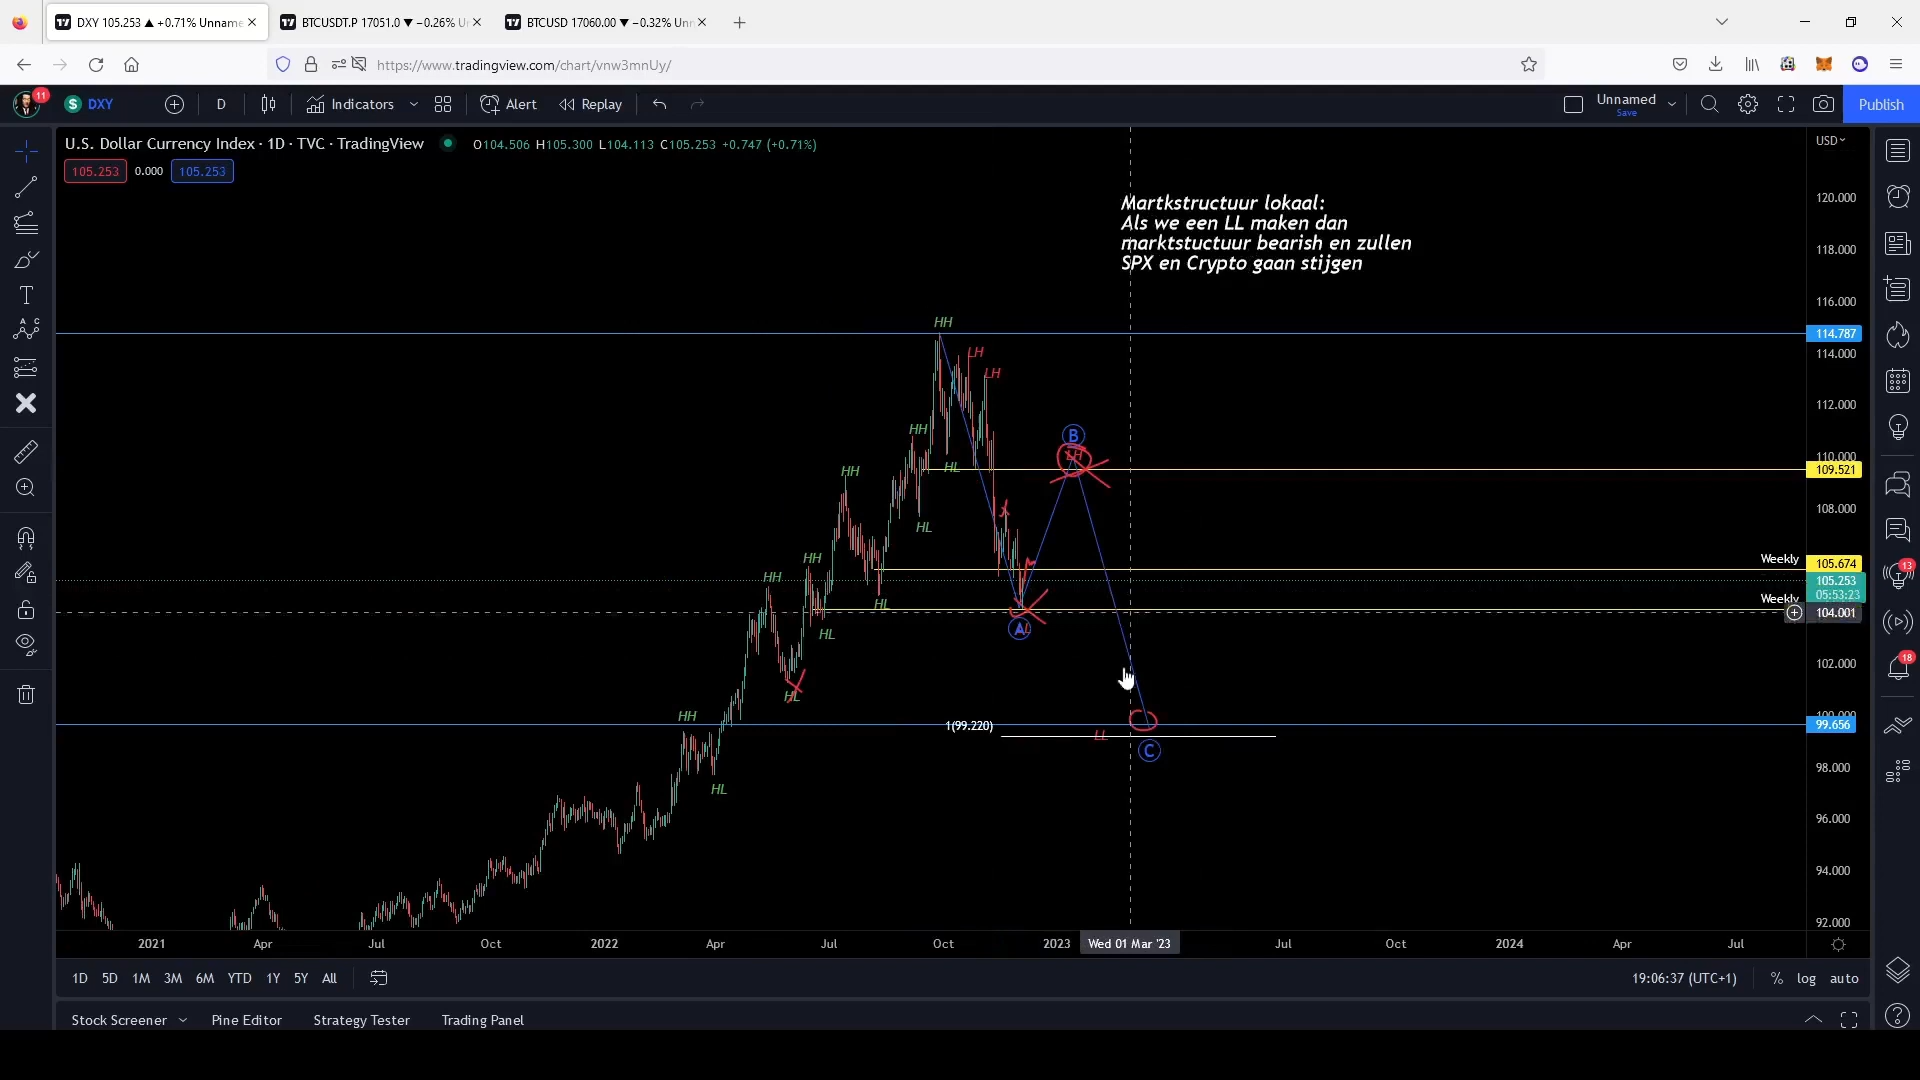 DXY 105.253 ▲ +0.71% Unname
BTCUSDT.P 17051.0 ▼ −0.26% U
BTCUSD 17060.00 ▼ −0.32% Un
https://www.tradingview.com/chart/vnw3mnUy/
11
$ DXY
D
Indicators
Alert
Replay
Unnamed
Save
Publish
U.S. Dollar Currency Index · 1D · TVC · TradingView
O104.506 H105.300 L104.113 C105.253 +0.747 (+0.71%)
105.253 0.000 105.253
USD
Martkstructuur lokaal:
Als we een LL maken dan
marktstuctuur bearish en zullen
SPX en Crypto gaan stijgen
120.000
118.000
116.000
114.787
114.000
112.000
110.000
109.521
108.000
Weekly 105.674
105.253
05:53:23
Weekly
104.001
102.000
100.000
99.656
98.000
96.000
94.000
92.000
HH
LH
LH
HH
B
LH
HL
HH
HL
HH
HH
HL
HL
A
HL
HH
1(99.220)
LL
C
HL
2021 Apr Jul Oct 2022 Apr Jul Oct 2023 Wed 01 Mar '23 Jul Oct 2024 Apr Jul
1D 5D 1M 3M 6M YTD 1Y 5Y All
19:06:37 (UTC+1) % log auto
Stock Screener Pine Editor Strategy Tester Trading Panel
13
18